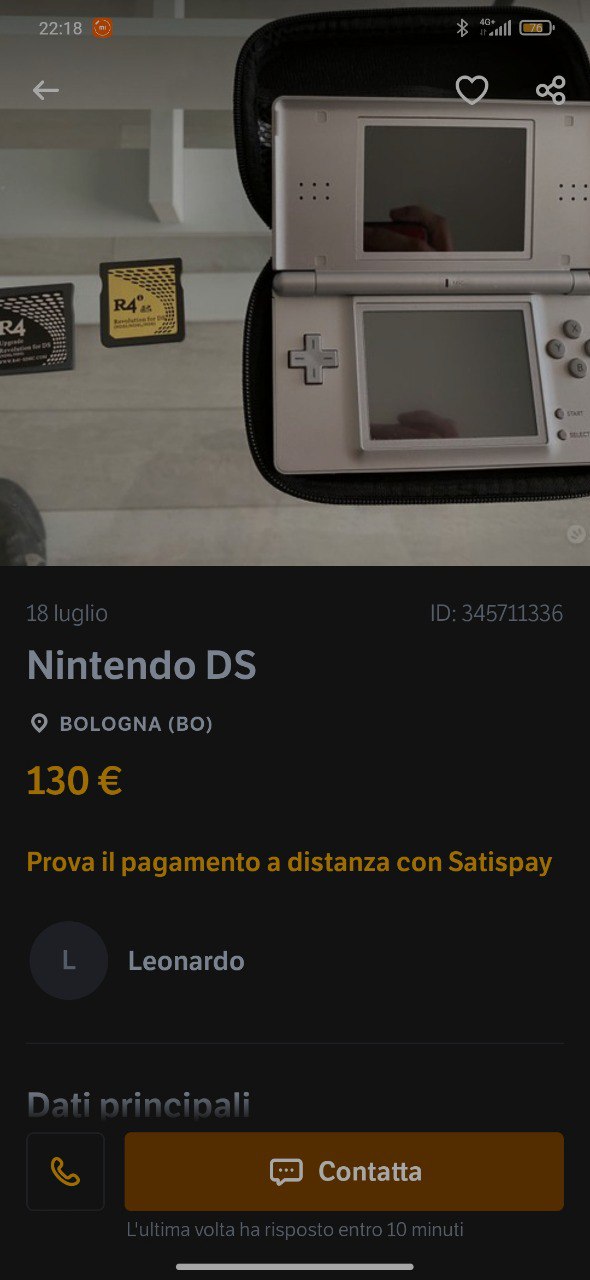 22:18
4G+
76
R4
Upgrade
Revolution for DS
R4
Revolution for DS
START
SELECT
18 luglio
ID: 345711336
Nintendo DS
BOLOGNA (BO)
130 €
Prova il pagamento a distanza con Satispay
L
Leonardo
Dati principali
Contatta
L'ultima volta ha risposto entro 10 minuti